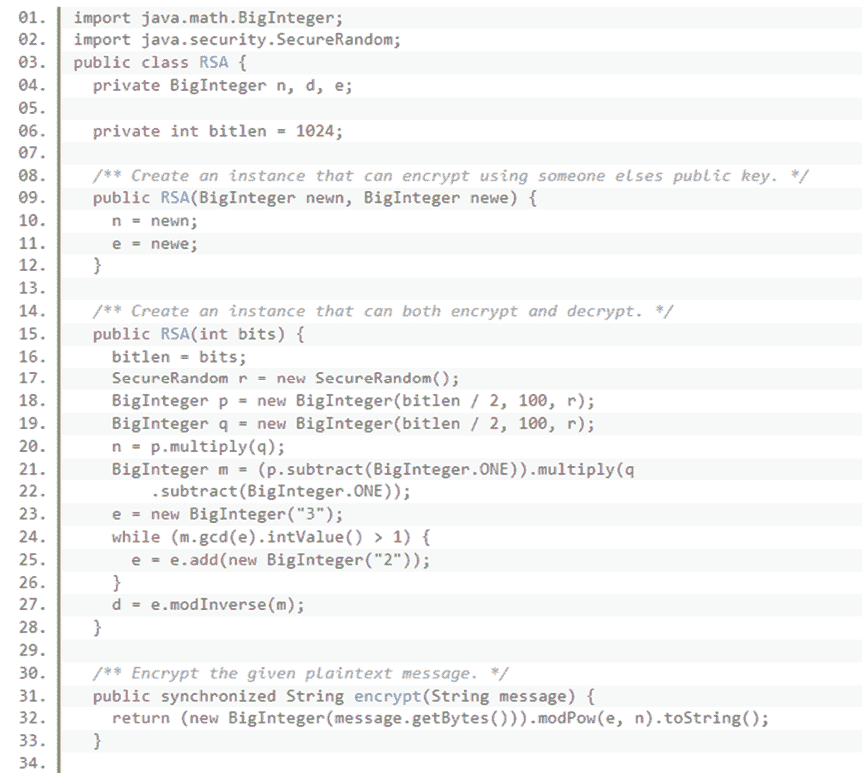 01. import java.math.BigInteger;
02. import java.security.SecureRandom;
03. public class RSA {
04.   private BigInteger n, d, e;
05.
06.   private int bitlen = 1024;
07.
08.   /** Create an instance that can encrypt using someone elses public key. */
09.   public RSA(BigInteger newn, BigInteger newe) {
10.     n = newn;
11.     e = newe;
12.   }
13.
14.   /** Create an instance that can both encrypt and decrypt. */
15.   public RSA(int bits) {
16.     bitlen = bits;
17.     SecureRandom r = new SecureRandom();
18.     BigInteger p = new BigInteger(bitlen / 2, 100, r);
19.     BigInteger q = new BigInteger(bitlen / 2, 100, r);
20.     n = p.multiply(q);
21.     BigInteger m = (p.subtract(BigInteger.ONE)).multiply(q
22.         .subtract(BigInteger.ONE));
23.     e = new BigInteger("3");
24.     while (m.gcd(e).intValue() > 1) {
25.       e = e.add(new BigInteger("2"));
26.     }
27.     d = e.modInverse(m);
28.   }
29.
30.   /** Encrypt the given plaintext message. */
31.   public synchronized String encrypt(String message) {
32.     return (new BigInteger(message.getBytes())).modPow(e, n).toString();
33.   }
34.